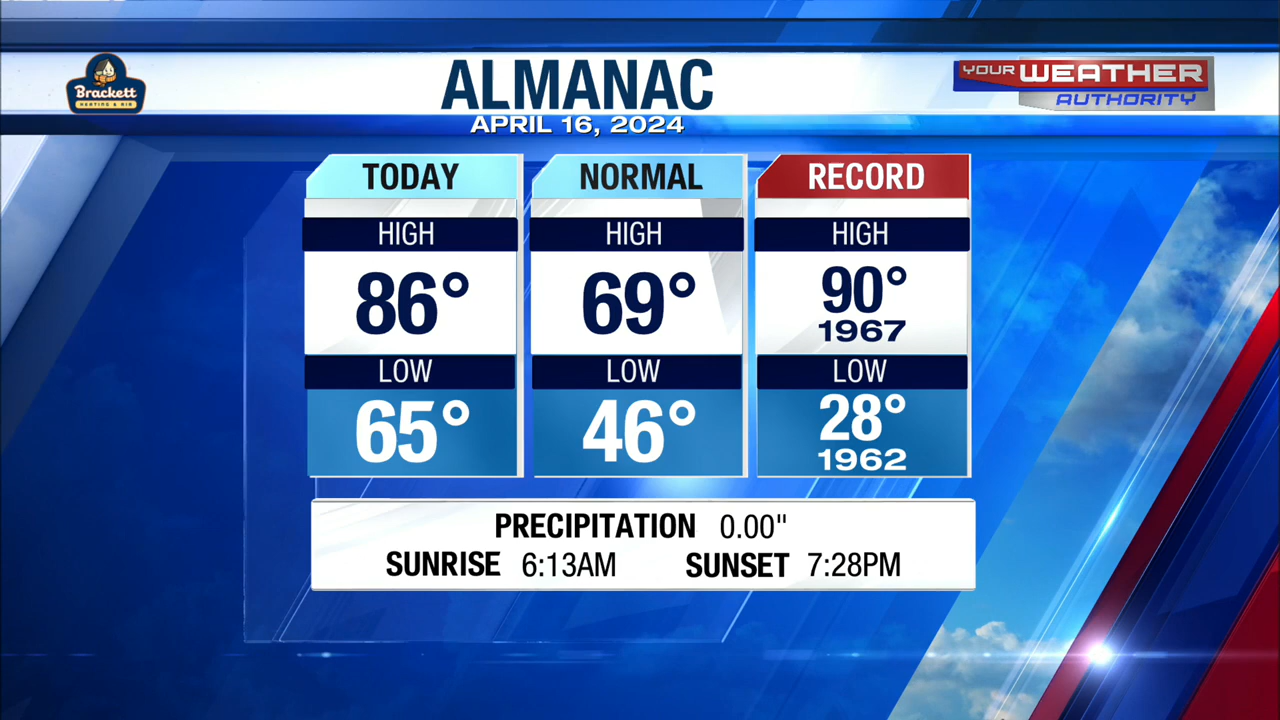 Brackett
HEATING & AIR
ALMANAC
APRIL 16, 2024
YOUR WEATHER
AUTHORITY
TODAY
HIGH
86°
LOW
65°
NORMAL
HIGH
69°
LOW
46°
RECORD
HIGH
90°
1967
LOW
28°
1962
PRECIPITATION 0.00"
SUNRISE 6:13AM SUNSET 7:28PM